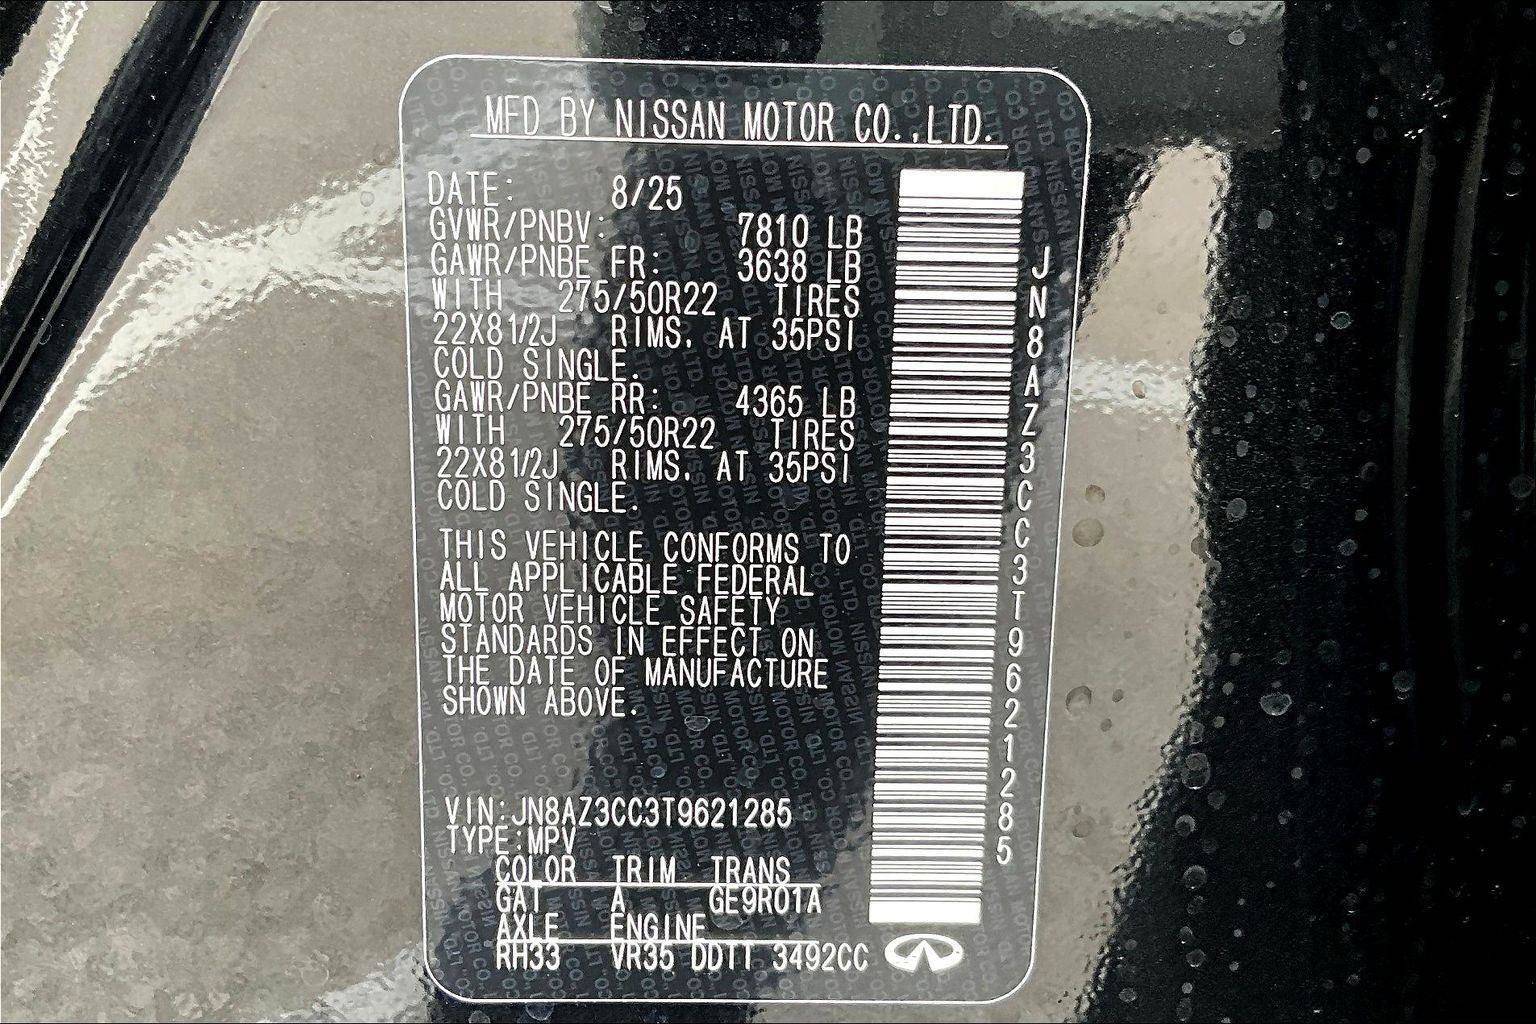 MFD BY NISSAN MOTOR CO.,LTD.
DATE: 8/25
GVWR/PNBV: 7810 LB
GAWR/PNBE FR: 3638 LB
WITH 275/50R22 TIRES
22X81/2J RIMS. AT 35PSI
COLD SINGLE.
GAWR/PNBE RR: 4365 LB
WITH 275/50R22 TIRES
22X81/2J RIMS. AT 35PSI
COLD SINGLE.
THIS VEHICLE CONFORMS TO
ALL APPLICABLE FEDERAL
MOTOR VEHICLE SAFETY
STANDARDS IN EFFECT ON
THE DATE OF MANUFACTURE
SHOWN ABOVE.
VIN:JN8AZ3CC3T9621285
TYPE:MPV
COLOR TRIM TRANS
GAT A GE9R01A
AXLE ENGINE
RH33 VR35 DDTT 3492CC
JN8AZ3CC3T9621285